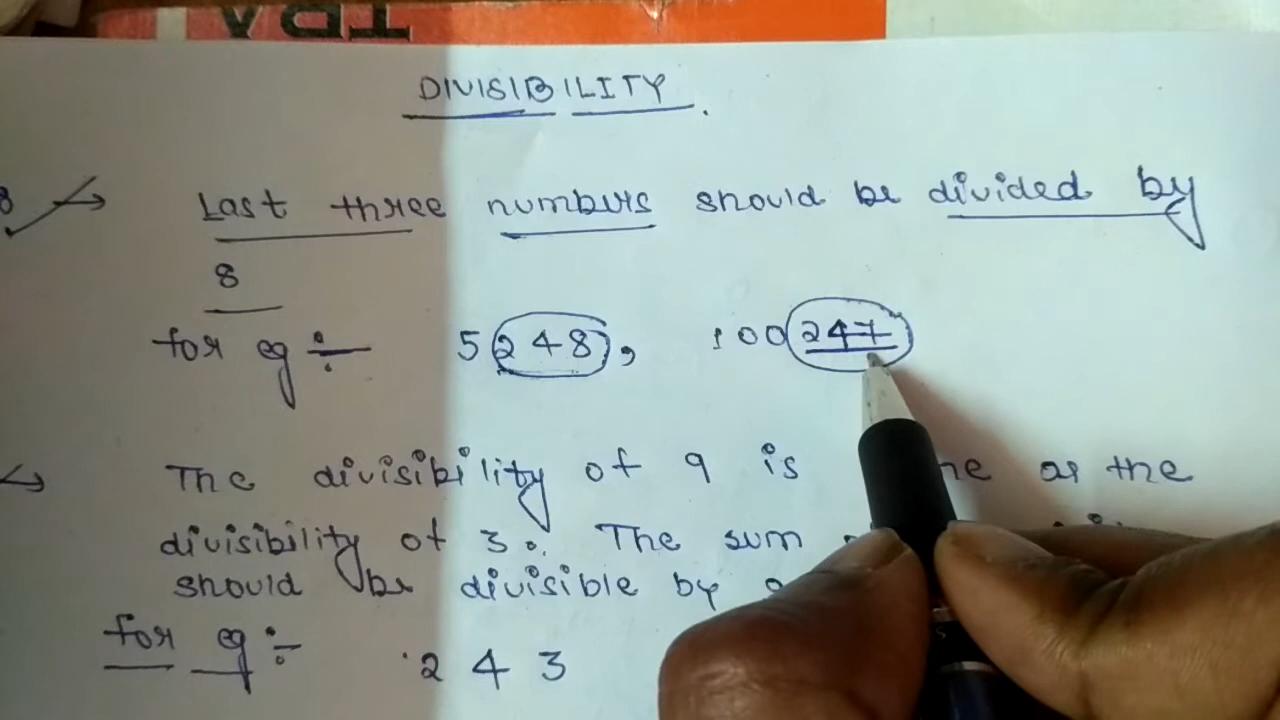 DIVISIBILITY.
8 → Last three numbers should be divided by
8
for eg ÷ 5248, 100247
→ The divisibility of 9 is as the
divisibility of 3. The sum
should be divisible by
for eg ÷ 243